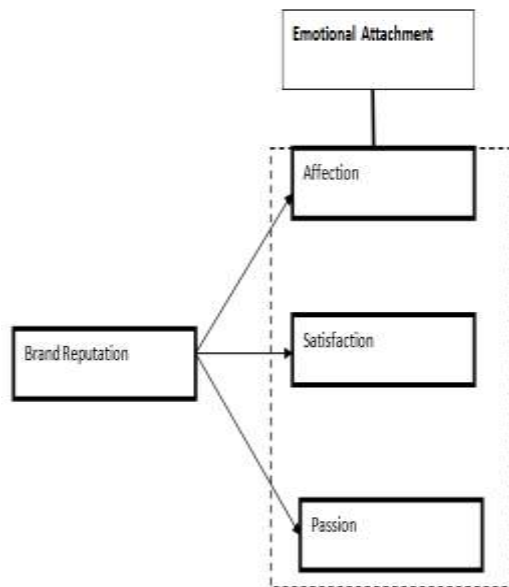 Emotional Attachment
Affection
Satisfaction
Brand Reputation
Passion